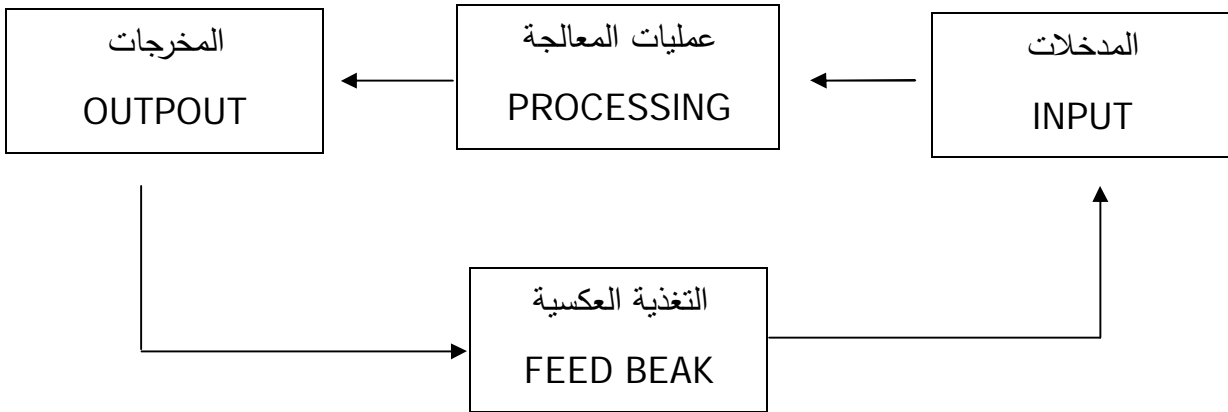 المدخلات
INPUT
عمليات المعالجة
PROCESSING
المخرجات
OUTPOUT
التغذية العكسية
FEED BEAK